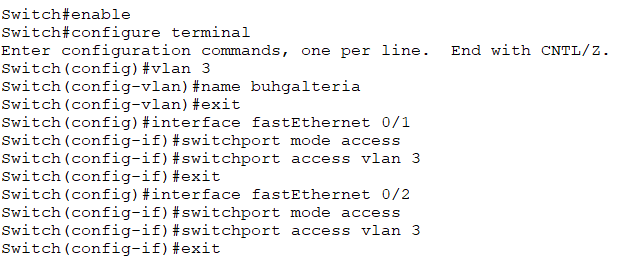 Switch#enable
Switch#configure terminal
Enter configuration commands, one per line.  End with CNTL/Z.
Switch(config)#vlan 3
Switch(config-vlan)#name buhgalteria
Switch(config-vlan)#exit
Switch(config)#interface fastEthernet 0/1
Switch(config-if)#switchport mode access
Switch(config-if)#switchport access vlan 3
Switch(config-if)#exit
Switch(config)#interface fastEthernet 0/2
Switch(config-if)#switchport mode access
Switch(config-if)#switchport access vlan 3
Switch(config-if)#exit